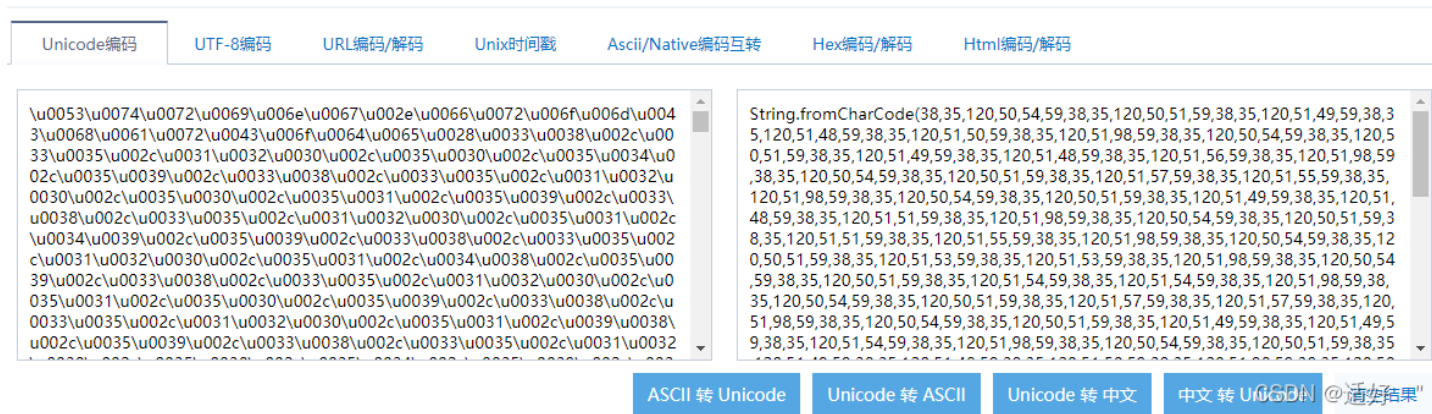 Unicode编码 UTF-8编码 URL编码/解码 Unix时间戳 Ascii/Native编码互转 Hex编码/解码 Html编码/解码
\u0053\u0074\u0072\u0069\u006e\u0067\u002e\u0066\u0072\u006f\u006d\u004
3\u0068\u0061\u0072\u0043\u006f\u0064\u0065\u0028\u0033\u0038\u002c\u00
33\u0035\u002c\u0031\u0032\u0030\u002c\u0035\u0030\u002c\u0035\u0034\u0
02c\u0035\u0039\u002c\u0033\u0038\u002c\u0033\u0035\u002c\u0031\u0032\u
0030\u002c\u0035\u0030\u002c\u0035\u0031\u002c\u0035\u0039\u002c\u0033\
u0038\u002c\u0033\u0035\u002c\u0031\u0032\u0030\u002c\u0035\u0031\u002c
\u0034\u0039\u002c\u0035\u0039\u002c\u0033\u0038\u002c\u0033\u0035\u002
c\u0031\u0032\u0030\u002c\u0035\u0031\u002c\u0034\u0038\u002c\u0035\u00
39\u002c\u0033\u0038\u002c\u0033\u0035\u002c\u0031\u0032\u0030\u002c\u0
035\u0031\u002c\u0035\u0030\u002c\u0035\u0039\u002c\u0033\u0038\u002c\u
0033\u0035\u002c\u0031\u0032\u0030\u002c\u0035\u0031\u002c\u0039\u0038\
u002c\u0035\u0039\u002c\u0033\u0038\u002c\u0033\u0035\u002c\u0031\u0032
String.fromCharCode(38,35,120,50,54,59,38,35,120,50,51,59,38,35,120,51,49,59,38,3
5,120,51,48,59,38,35,120,51,50,59,38,35,120,51,98,59,38,35,120,50,54,59,38,35,120,5
0,51,59,38,35,120,51,49,59,38,35,120,51,48,59,38,35,120,51,56,59,38,35,120,51,98,59
,38,35,120,50,54,59,38,35,120,50,51,59,38,35,120,51,57,59,38,35,120,51,55,59,38,35,
120,51,98,59,38,35,120,50,54,59,38,35,120,50,51,59,38,35,120,51,49,59,38,35,120,51,
48,59,38,35,120,51,51,59,38,35,120,51,98,59,38,35,120,50,54,59,38,35,120,50,51,59,3
8,35,120,51,51,59,38,35,120,51,55,59,38,35,120,51,98,59,38,35,120,50,54,59,38,35,12
0,50,51,59,38,35,120,51,53,59,38,35,120,51,53,59,38,35,120,51,98,59,38,35,120,50,54
,59,38,35,120,50,51,59,38,35,120,51,54,59,38,35,120,51,54,59,38,35,120,51,98,59,38,
35,120,50,54,59,38,35,120,50,51,59,38,35,120,51,57,59,38,35,120,51,57,59,38,35,120,
51,98,59,38,35,120,50,54,59,38,35,120,50,51,59,38,35,120,51,49,59,38,35,120,51,49,5
9,38,35,120,51,54,59,38,35,120,51,98,59,38,35,120,50,54,59,38,35,120,50,51,59,38,35
ASCII 转 Unicode Unicode 转 ASCII Unicode 转 中文 中文 转 Unicode